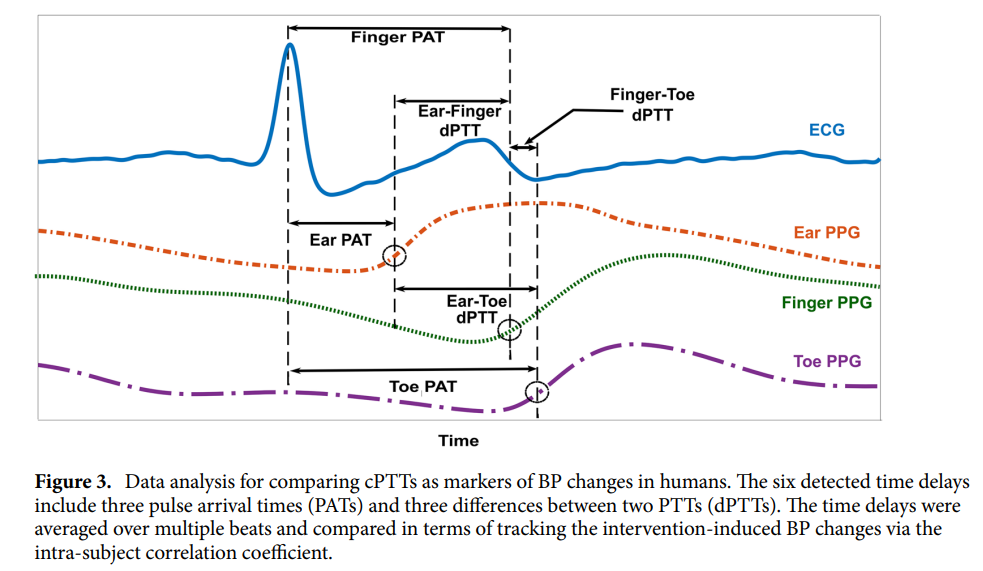 Finger PAT
Ear-Finger
dPTT
Finger-Toe
dPTT
ECG
Ear PAT
Ear PPG
Ear-Toe
dPTT
Finger PPG
Toe PPG
Toe PAT
Time
Figure 3. Data analysis for comparing cPTTs as markers of BP changes in humans. The six detected time delays
include three pulse arrival times (PATs) and three differences between two PTTs (dPTTs). The time delays were
averaged over multiple beats and compared in terms of tracking the intervention-induced BP changes via the
intra-subject correlation coefficient.